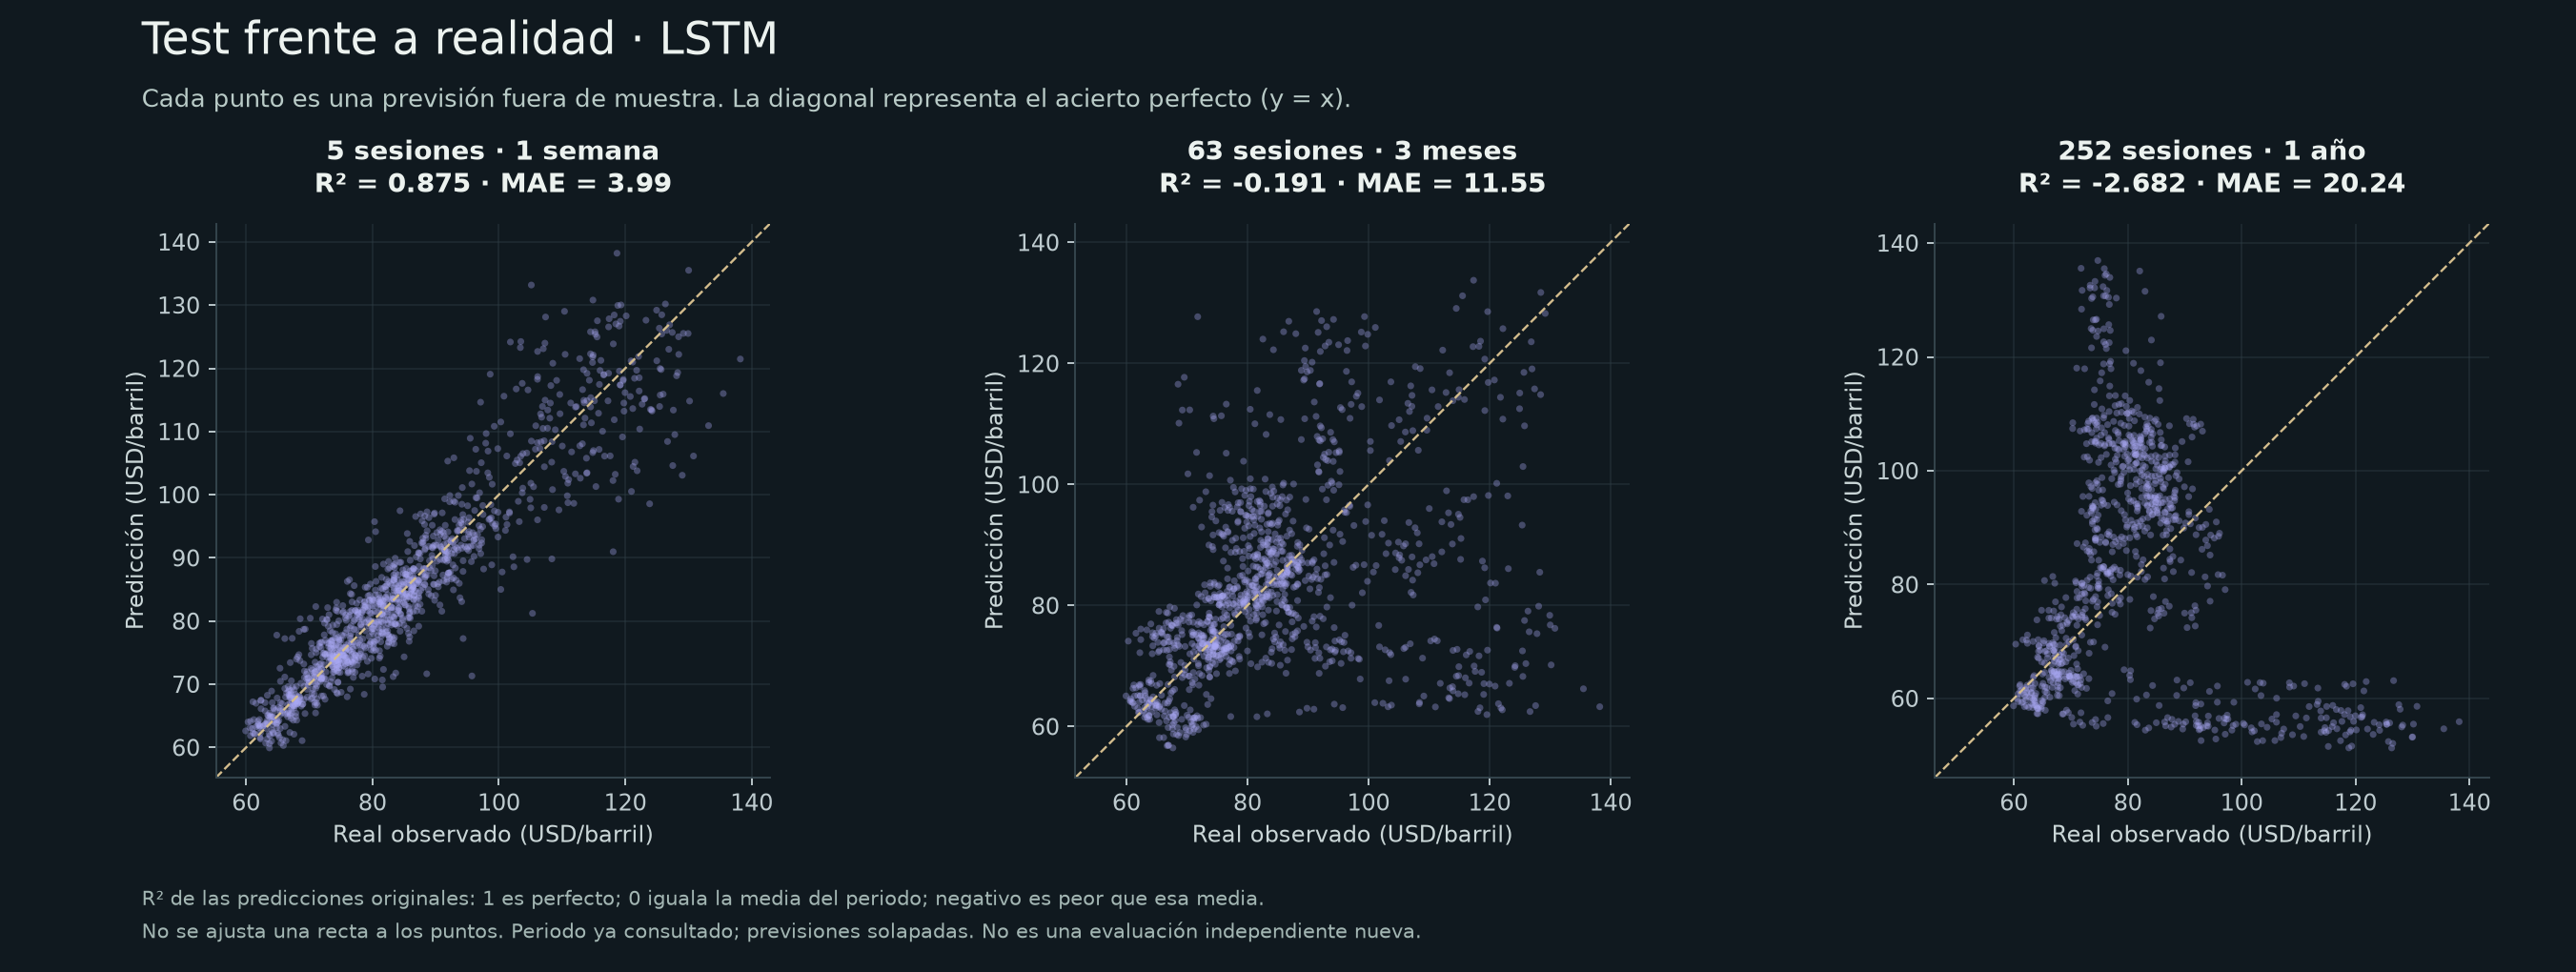 Test frente a realidad · LSTM
Cada punto es una previsión fuera de muestra. La diagonal representa el acierto perfecto (y = x).
5 sesiones · 1 semana
R² = 0.875 · MAE = 3.99
140
130
120
110
100
90
80
70
60
Predicción (USD/barril)
60 80 100 120 140
Real observado (USD/barril)
63 sesiones · 3 meses
R² = -0.191 · MAE = 11.55
140
120
100
80
60
Predicción (USD/barril)
60 80 100 120 140
Real observado (USD/barril)
252 sesiones · 1 año
R² = -2.682 · MAE = 20.24
140
120
100
80
60
Predicción (USD/barril)
60 80 100 120 140
Real observado (USD/barril)
R² de las predicciones originales: 1 es perfecto; 0 iguala la media del periodo; negativo es peor que esa media.
No se ajusta una recta a los puntos. Periodo ya consultado; previsiones solapadas. No es una evaluación independiente nueva.